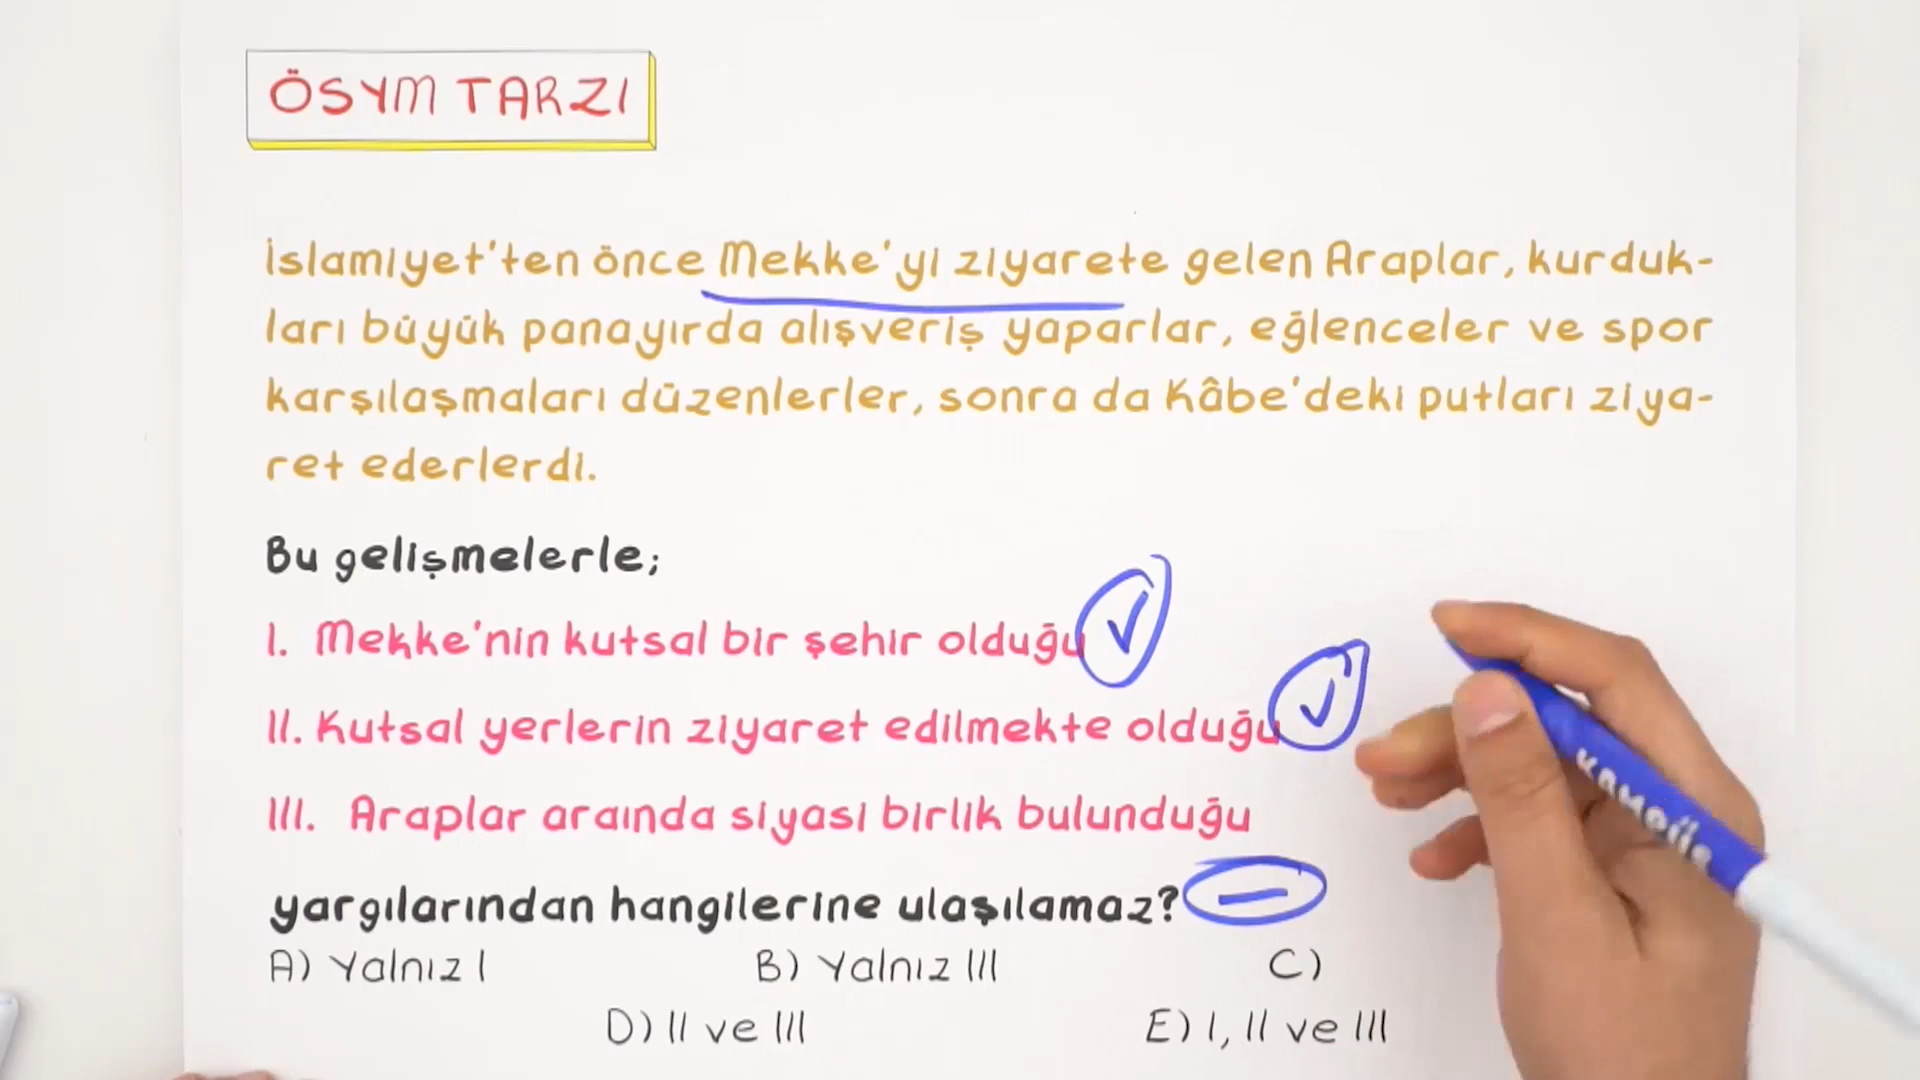 ÖSYM TARZI
İslamiyet'ten önce Mekke'yi ziyarete gelen Araplar, kurduk-
ları büyük panayırda alışveriş yaparlar, eğlenceler ve spor
karşılaşmaları düzenlerler, sonra da Kâbe'deki putları ziya-
ret ederlerdi.
Bu gelişmelerle;
I. Mekke'nin kutsal bir şehir olduğu
II. Kutsal yerlerin ziyaret edilmekte olduğu
III. Araplar araında siyasi birlik bulunduğu
yargılarından hangilerine ulaşılamaz?
A) Yalnız I B) Yalnız III C)
D) II ve III E) I, II ve III